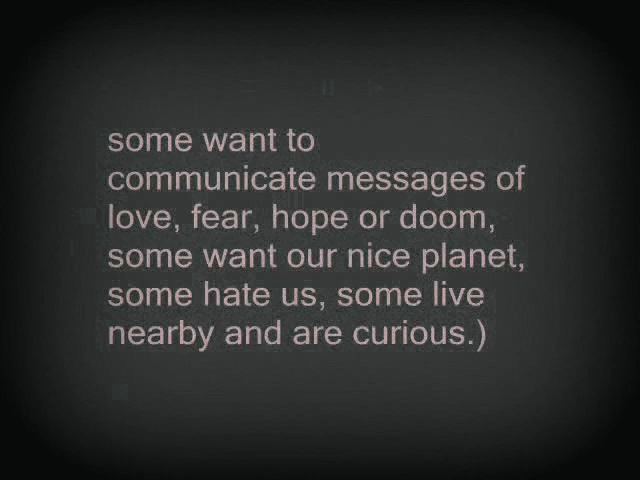 some want to
communicate messages of
love, fear, hope or doom,
some want our nice planet,
some hate us, some live
nearby and are curious.)